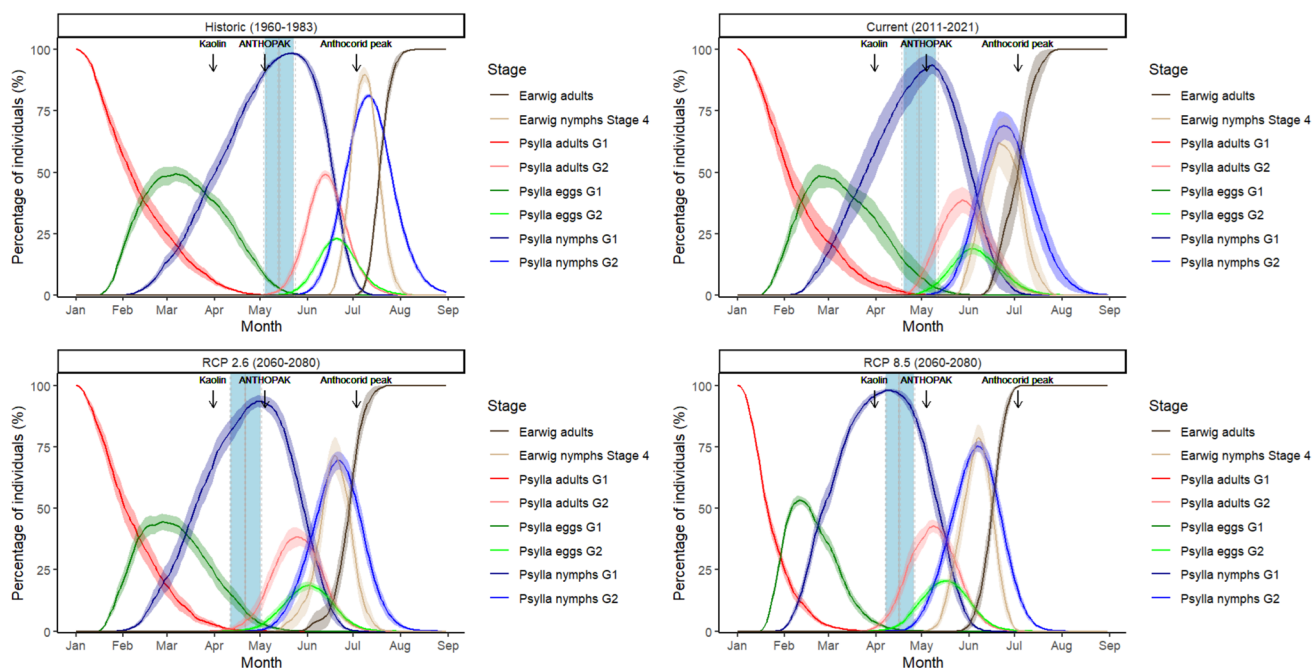 Historic (1960-1983)
Kaolin ANTHOPAK Anthocorid peak
Percentage of individuals (%)
100
75
50
25
0
Jan Feb Mar Apr May Jun Jul Aug Sep
Month
Stage
Earwig adults
Earwig nymphs Stage 4
Psylla adults G1
Psylla adults G2
Psylla eggs G1
Psylla eggs G2
Psylla nymphs G1
Psylla nymphs G2
Current (2011-2021)
Kaolin ANTHOPAK Anthocorid peak
Percentage of individuals (%)
100
75
50
25
0
Jan Feb Mar Apr May Jun Jul Aug Sep
Month
Stage
Earwig adults
Earwig nymphs Stage 4
Psylla adults G1
Psylla adults G2
Psylla eggs G1
Psylla eggs G2
Psylla nymphs G1
Psylla nymphs G2
RCP 2.6 (2060-2080)
Kaolin ANTHOPAK Anthocorid peak
Percentage of individuals (%)
100
75
50
25
0
Jan Feb Mar Apr May Jun Jul Aug Sep
Month
Stage
Earwig adults
Earwig nymphs Stage 4
Psylla adults G1
Psylla adults G2
Psylla eggs G1
Psylla eggs G2
Psylla nymphs G1
Psylla nymphs G2
RCP 8.5 (2060-2080)
Kaolin ANTHOPAK Anthocorid peak
Percentage of individuals (%)
100
75
50
25
0
Jan Feb Mar Apr May Jun Jul Aug Sep
Month
Stage
Earwig adults
Earwig nymphs Stage 4
Psylla adults G1
Psylla adults G2
Psylla eggs G1
Psylla eggs G2
Psylla nymphs G1
Psylla nymphs G2